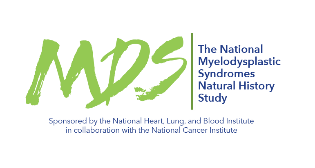 MDS
The National
Myelodysplastic
Syndromes
Natural History
Study
Sponsored by the National Heart, Lung, and Blood Institute
in collaboration with the National Cancer Institute